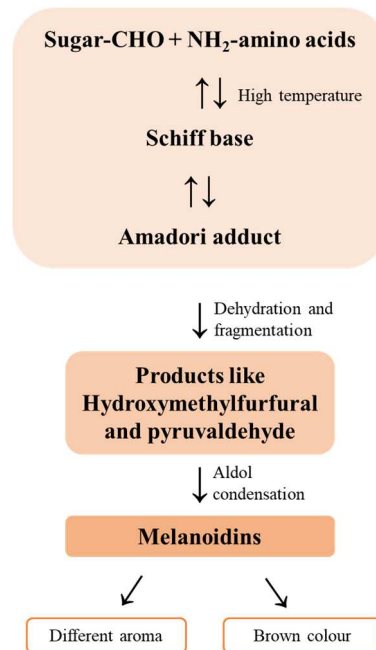 Sugar-CHO + NH₂-amino acids
↑↓ High temperature
Schiff base
↑↓
Amadori adduct
↓ Dehydration and
fragmentation
Products like
Hydroxymethylfurfural
and pyruvaldehyde
↓ Aldol
condensation
Melanoidins
Different aroma
Brown colour